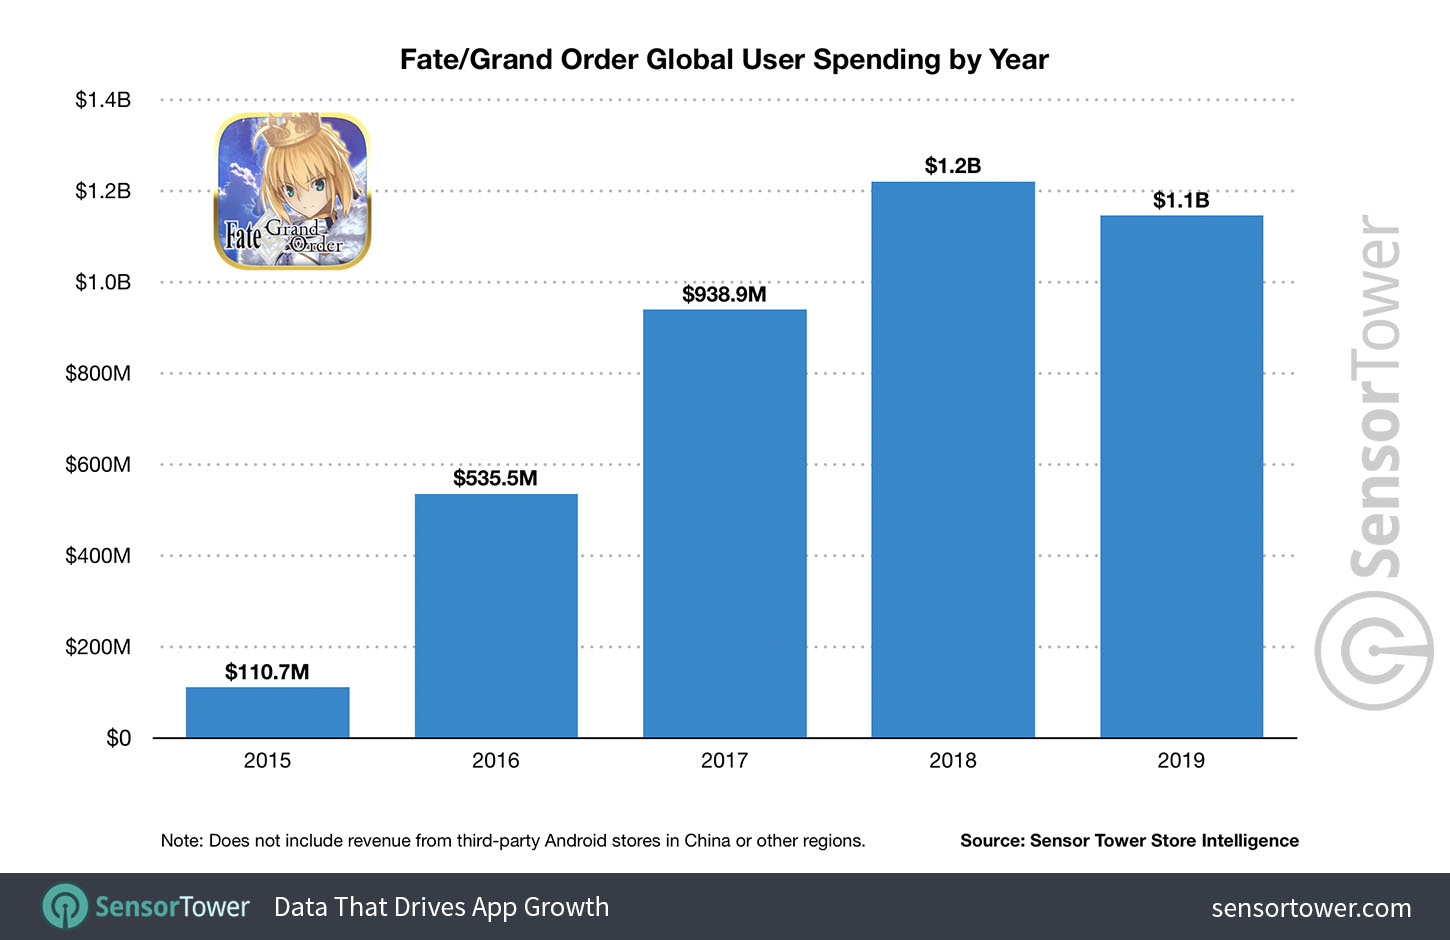 Fate/Grand Order Global User Spending by Year
$1.4B
$1.2B
$1.0B
$800M
$600M
$400M
$200M
$0
Fate Grand
Order
$110.7M
$535.5M
$938.9M
$1.2B
$1.1B
2015
2016
2017
2018
2019
SensorTower
Note: Does not include revenue from third-party Android stores in China or other regions.
Source: Sensor Tower Store Intelligence
SensorTower
Data That Drives App Growth
sensortower.com